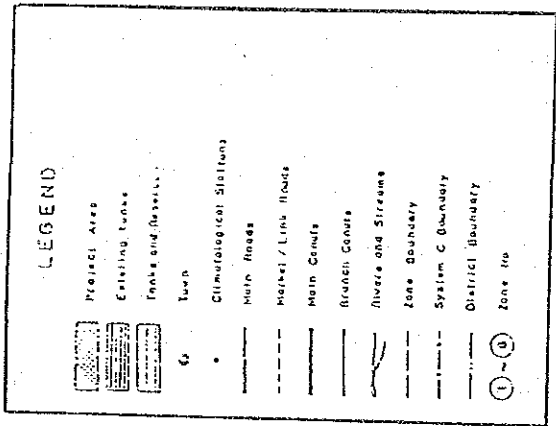 LEGEND
Project Area
Existing Tanks
Tanks and
Town
Climatological Stations
Main Roads
Market / Link Roads
Main Canals
Branch Canals
Rivers and Streams
Zone Boundary
System C Boundary
District Boundary
Zone No